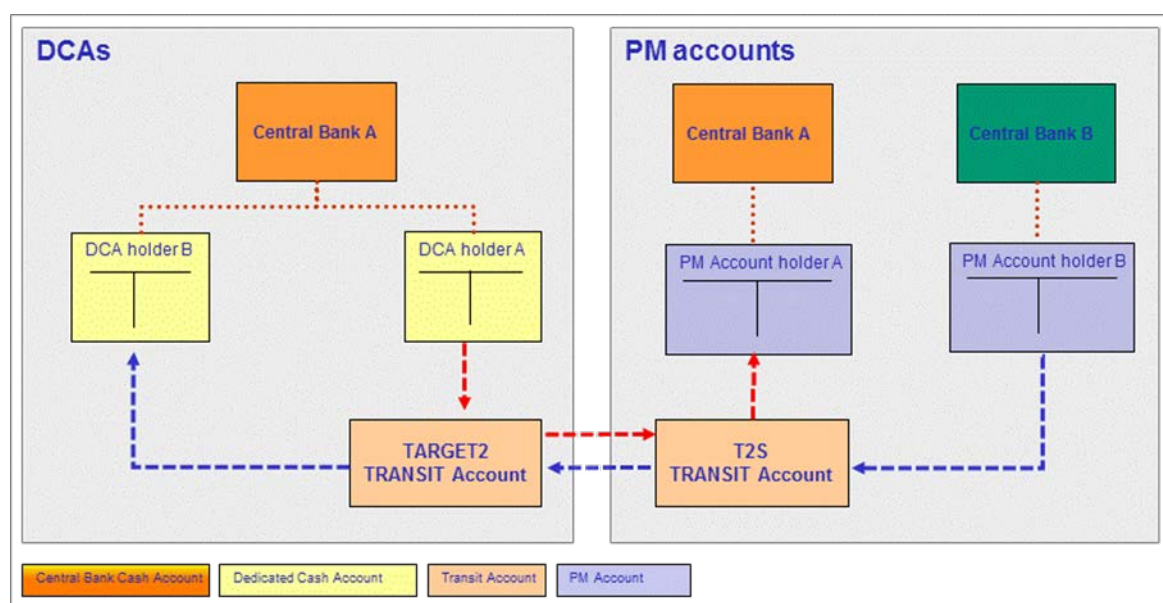 DCAs
PM accounts
Central Bank A
Central Bank A
Central Bank B
DCA holder B
DCA holder A
PM Account holder A
PM Account holder B
TARGET2
TRANSIT Account
T2S
TRANSIT Account
Central Bank Cash Account
Dedicated Cash Account
Transit Account
PM Account